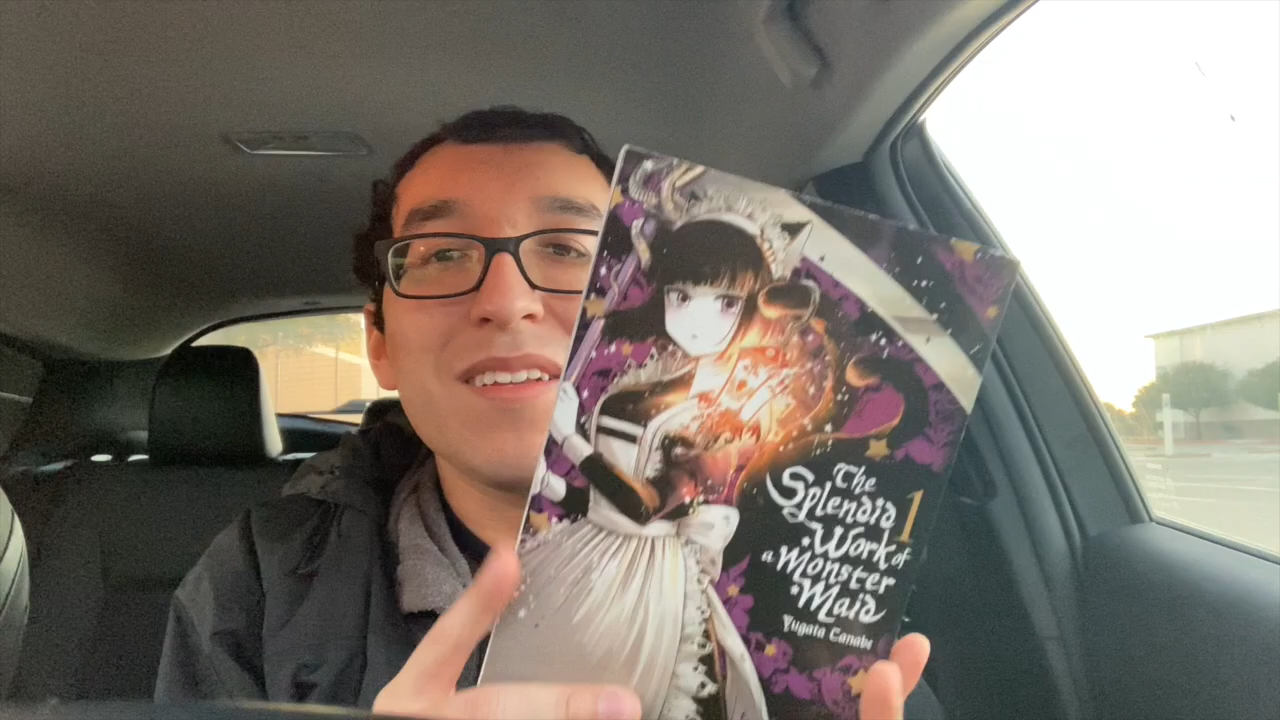 The
Splendid 1
Work of
a Monster
Maid
Yugata Tanabe